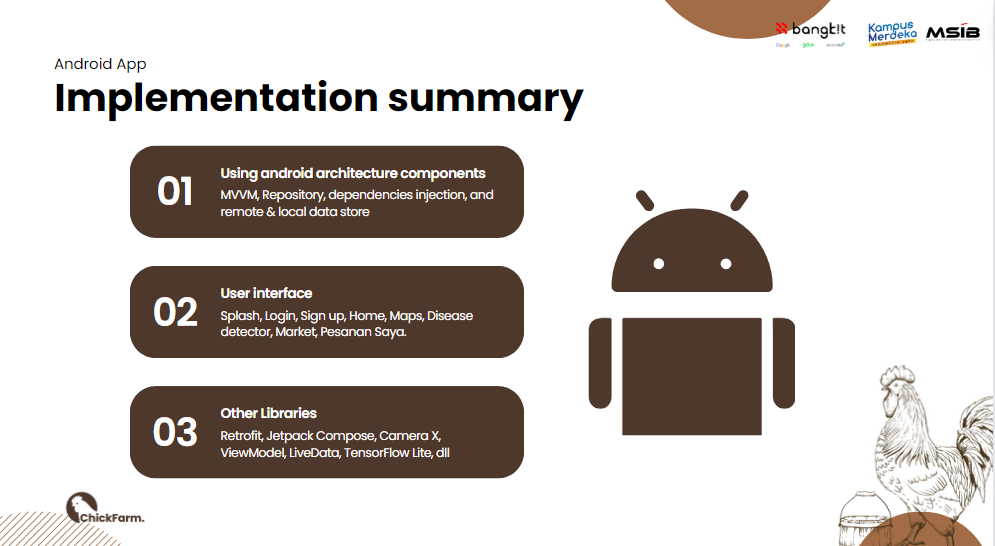 bangk!t
Google goto traveloka
Kampus
Merdeka
INDONESIA JAYA
MSIB
Android App
Implementation summary
01
Using android architecture components
MVVM, Repository, dependencies injection, and
remote & local data store
02
User interface
Splash, Login, Sign up, Home, Maps, Disease
detector, Market, Pesanan Saya.
03
Other Libraries
Retrofit, Jetpack Compose, Camera X,
ViewModel, LiveData, TensorFlow Lite, dll
ChickFarm.